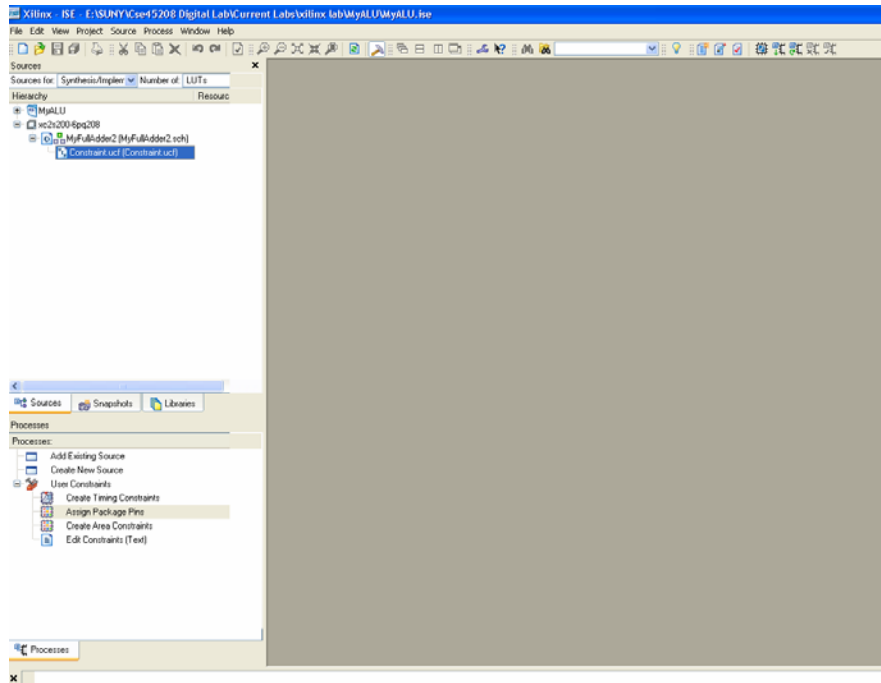 Xilinx - ISE - E:\SUNY\Cse45208 Digital Lab\Current Labs\xilinx lab\MyALU\MyALU.ise
File Edit View Project Source Process Window Help
Sources
Sources for: Synthesis/Implem Number of: LUTs
Hierarchy Resourc
MyALU
xc2s200-6pq208
MyFullAdder2 (MyFullAdder2.sch)
Constraint.ucf (Constraint.ucf)
Sources Snapshots Libraries
Processes
Processes:
Add Existing Source
Create New Source
User Constraints
Create Timing Constraints
Assign Package Pins
Create Area Constraints
Edit Constraints (Text)
Processes